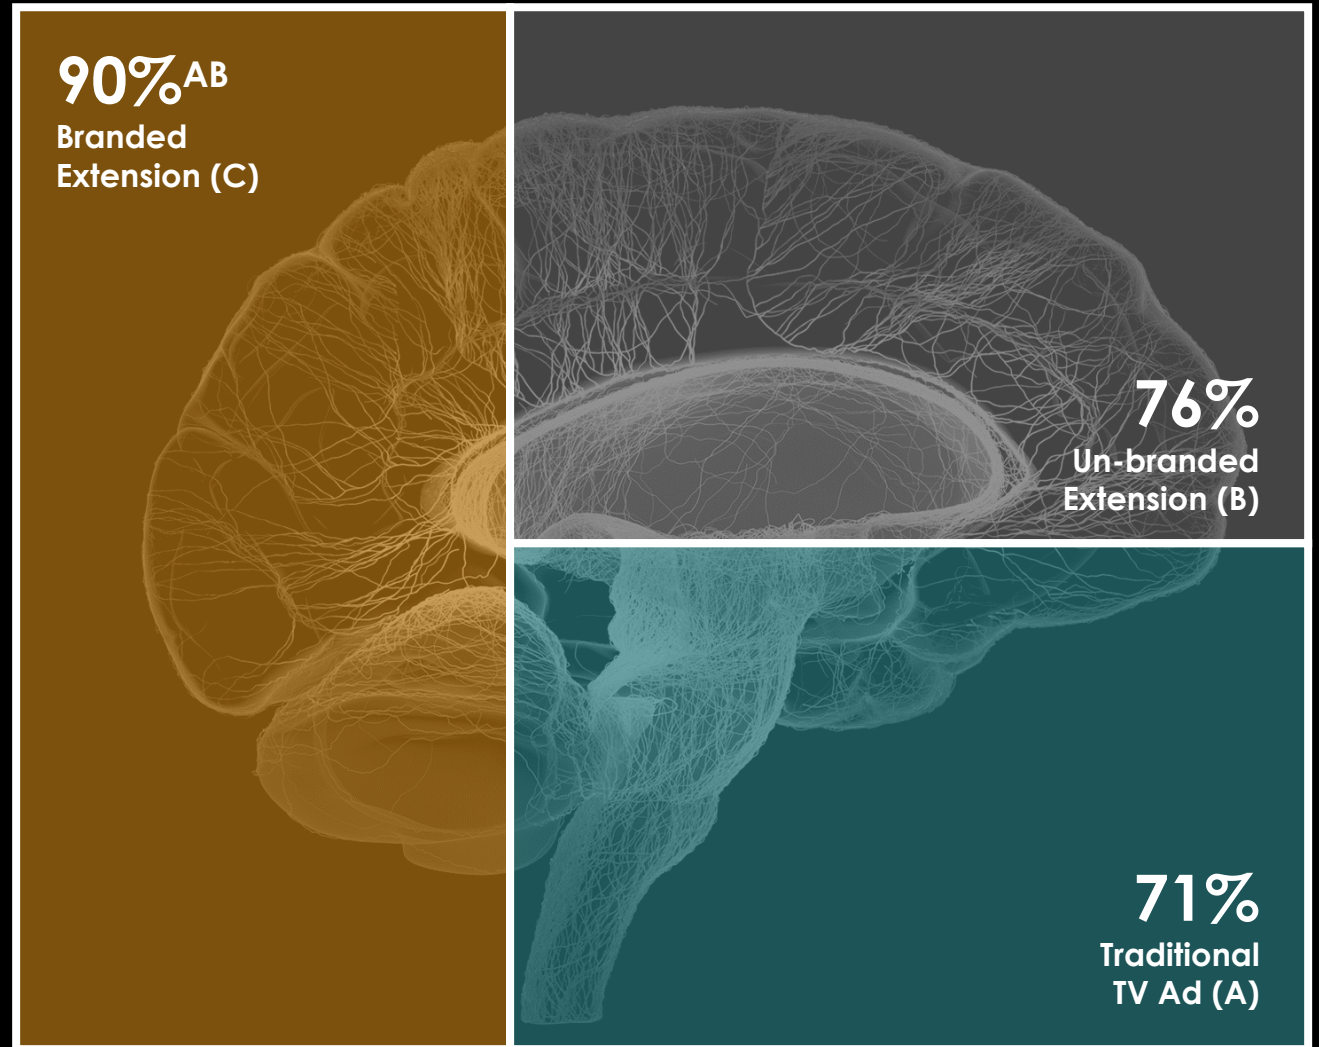 90%AB
Branded
Extension (C)
76%
Un-branded
Extension (B)
71%
Traditional
TV Ad (A)